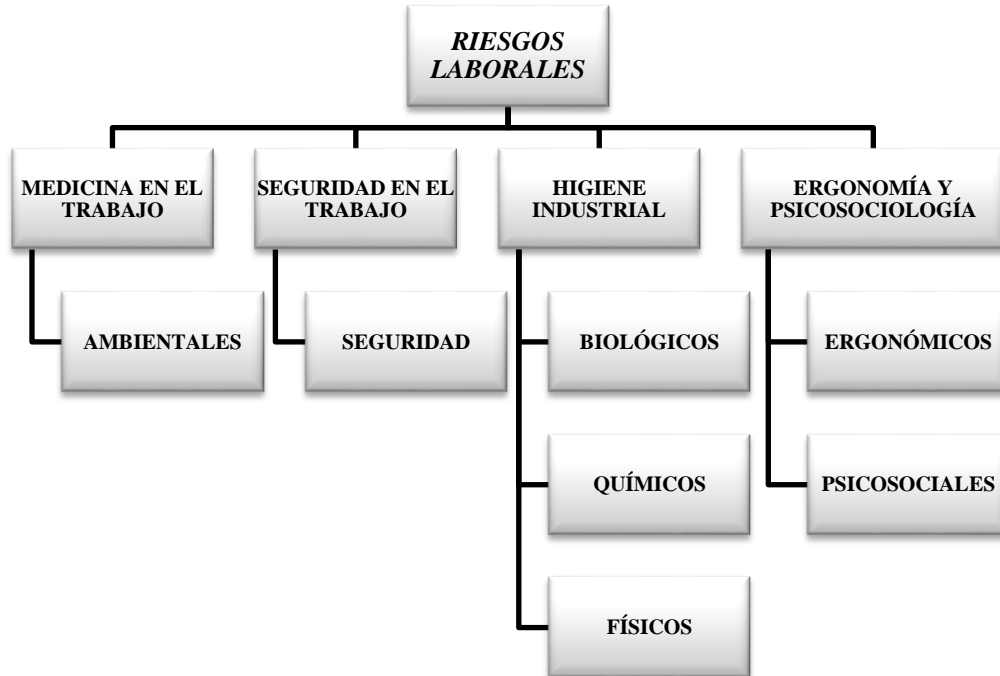 RIESGOS
LABORALES
MEDICINA EN EL
TRABAJO
SEGURIDAD EN EL
TRABAJO
HIGIENE
INDUSTRIAL
ERGONOMÍA Y
PSICOSOCIOLOGÍA
AMBIENTALES
SEGURIDAD
BIOLÓGICOS
ERGONÓMICOS
QUÍMICOS
PSICOSOCIALES
FÍSICOS